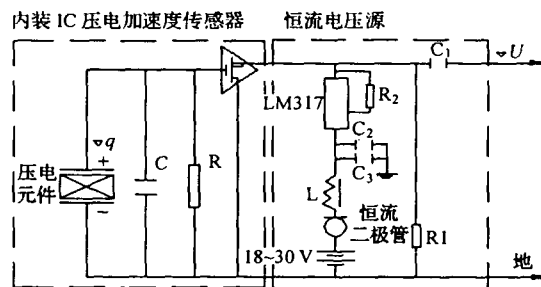 内装 IC 压电加速度传感器
恒流电压源
C₁
▽U
LM317
R₂
C₂
C₃
▽q
+
C
R
压电
元件
−
L
恒流
二极管
18~30 V
R1
地